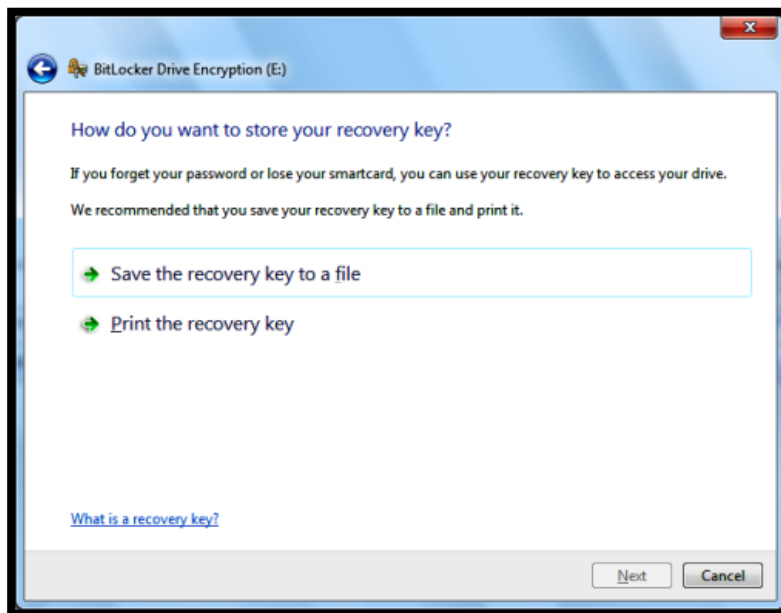 BitLocker Drive Encryption (E:)
How do you want to store your recovery key?
If you forget your password or lose your smartcard, you can use your recovery key to access your drive.
We recommended that you save your recovery key to a file and print it.
Save the recovery key to a file
Print the recovery key
What is a recovery key?
Next
Cancel